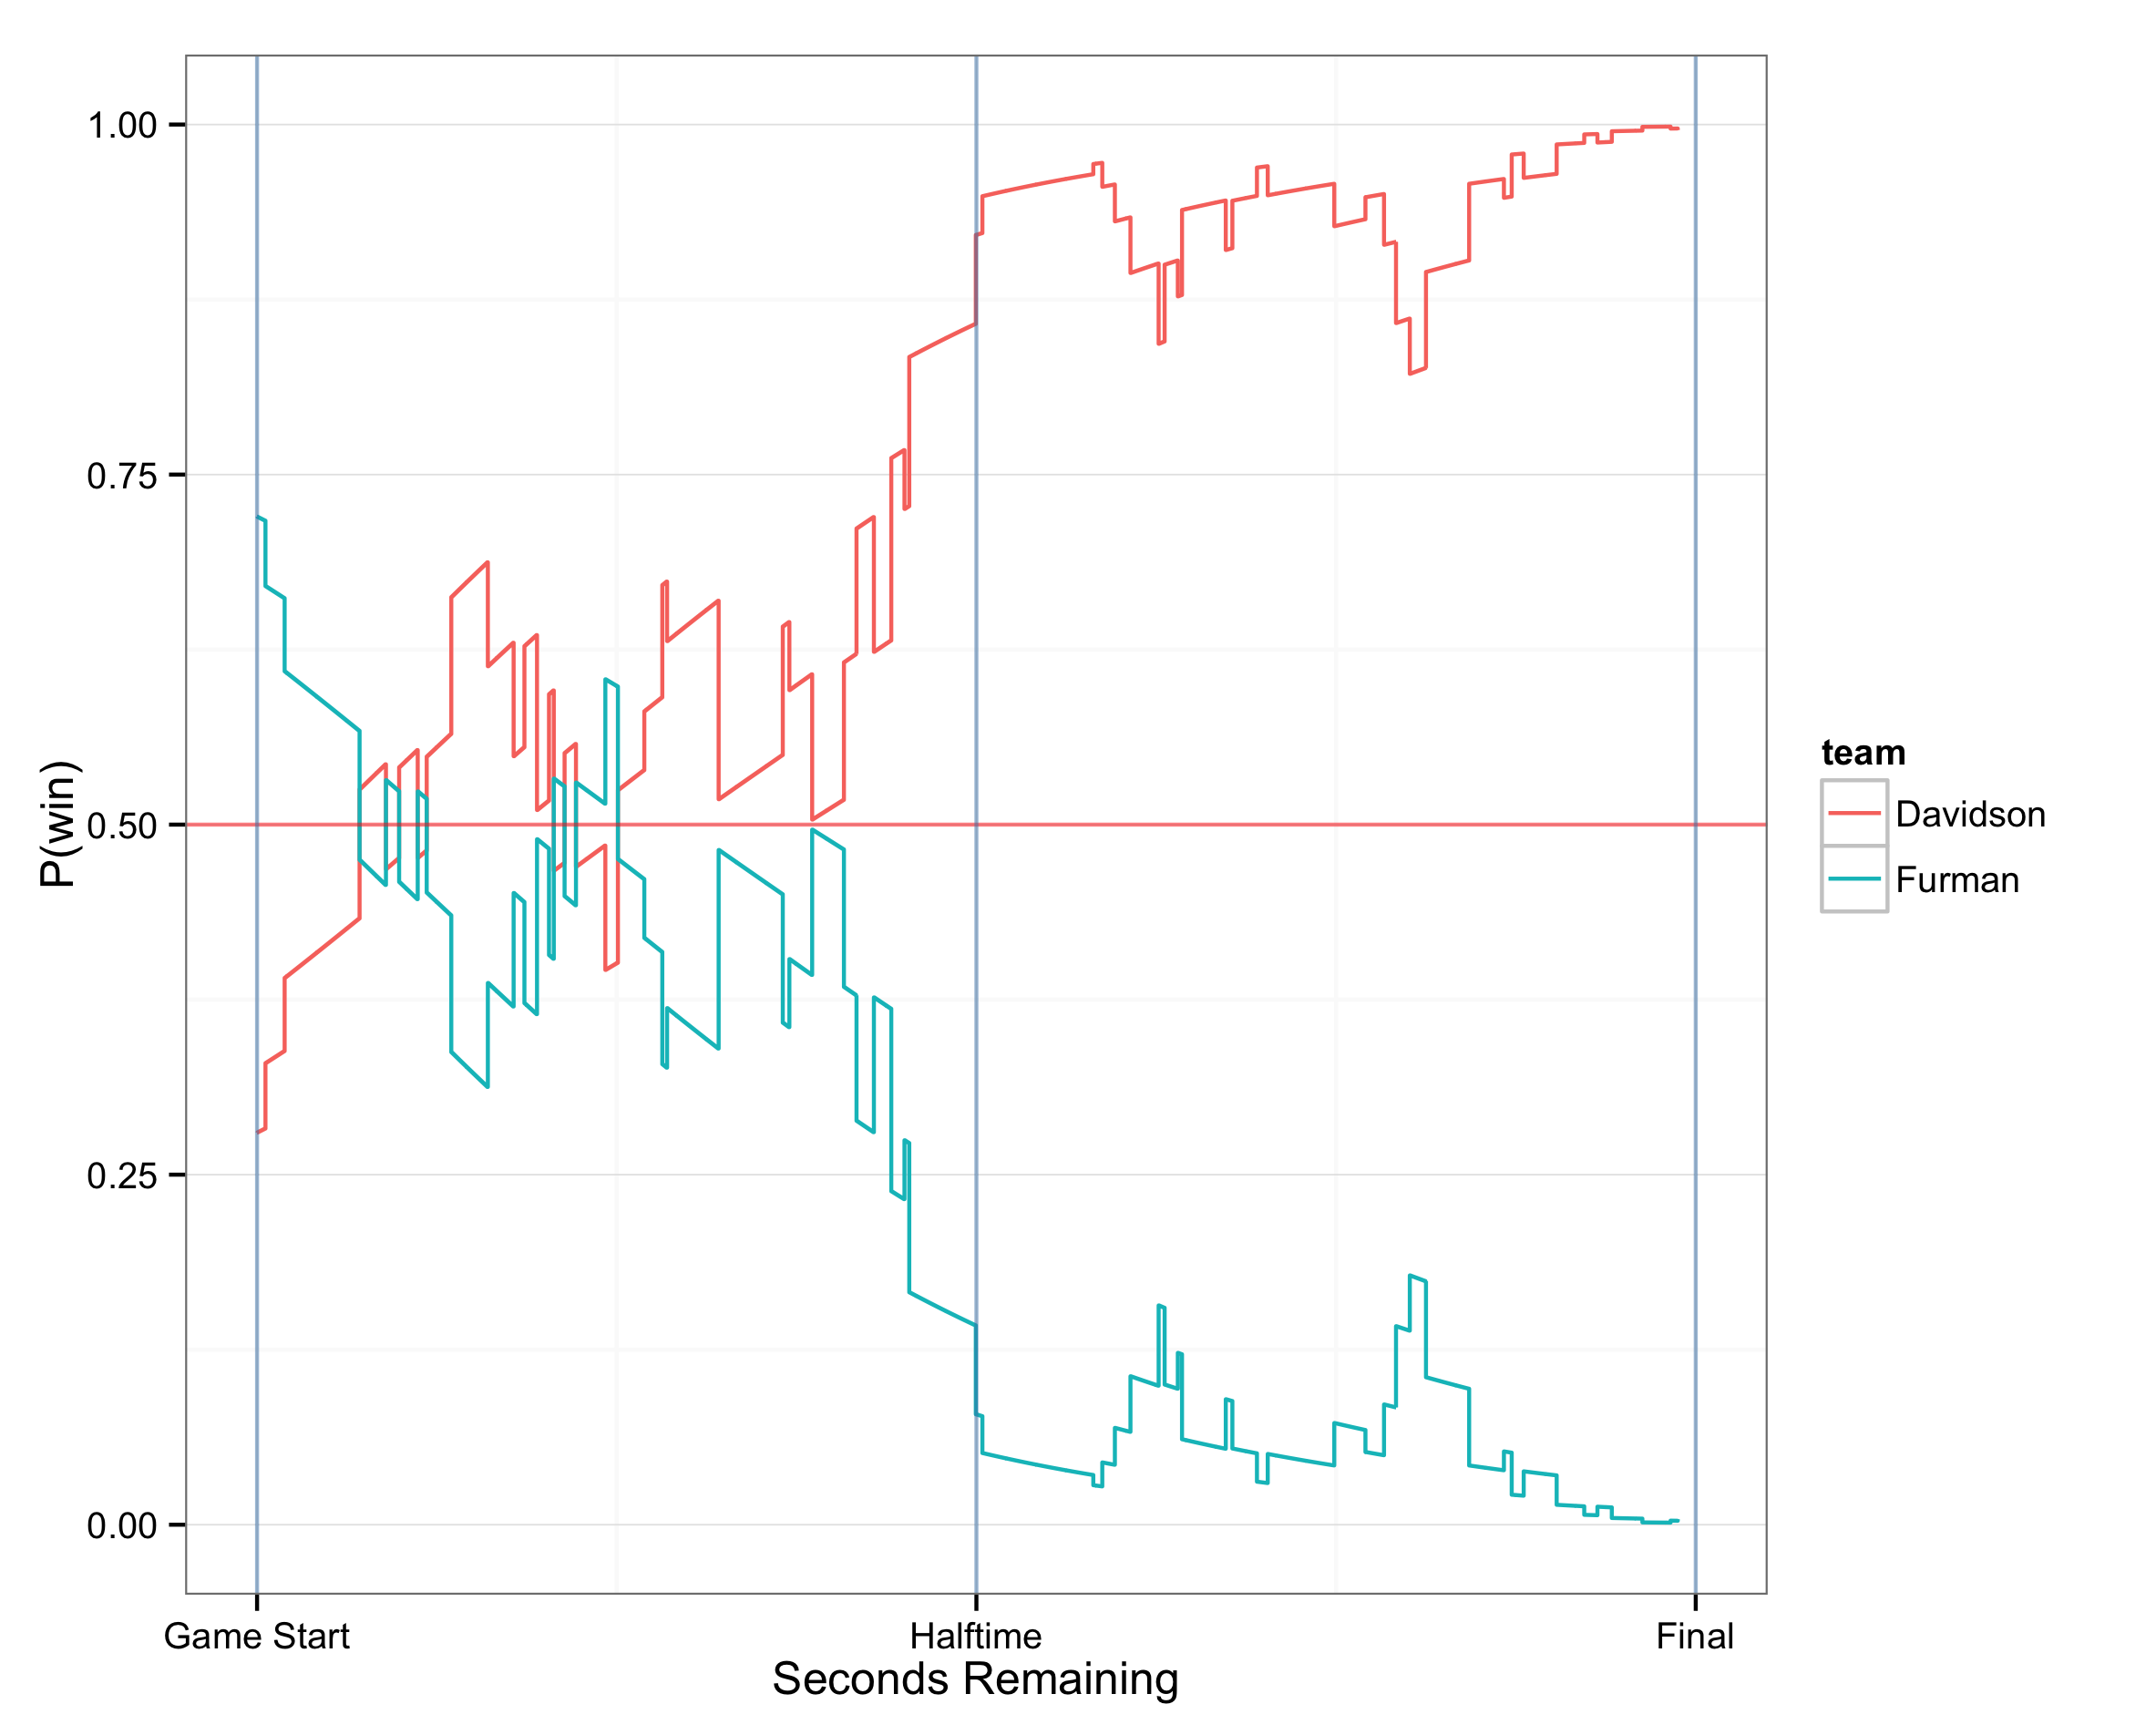 1.00
0.75
0.50
0.25
0.00
P(win)
Game Start
Halftime
Final
Seconds Remaining
team
Davidson
Furman